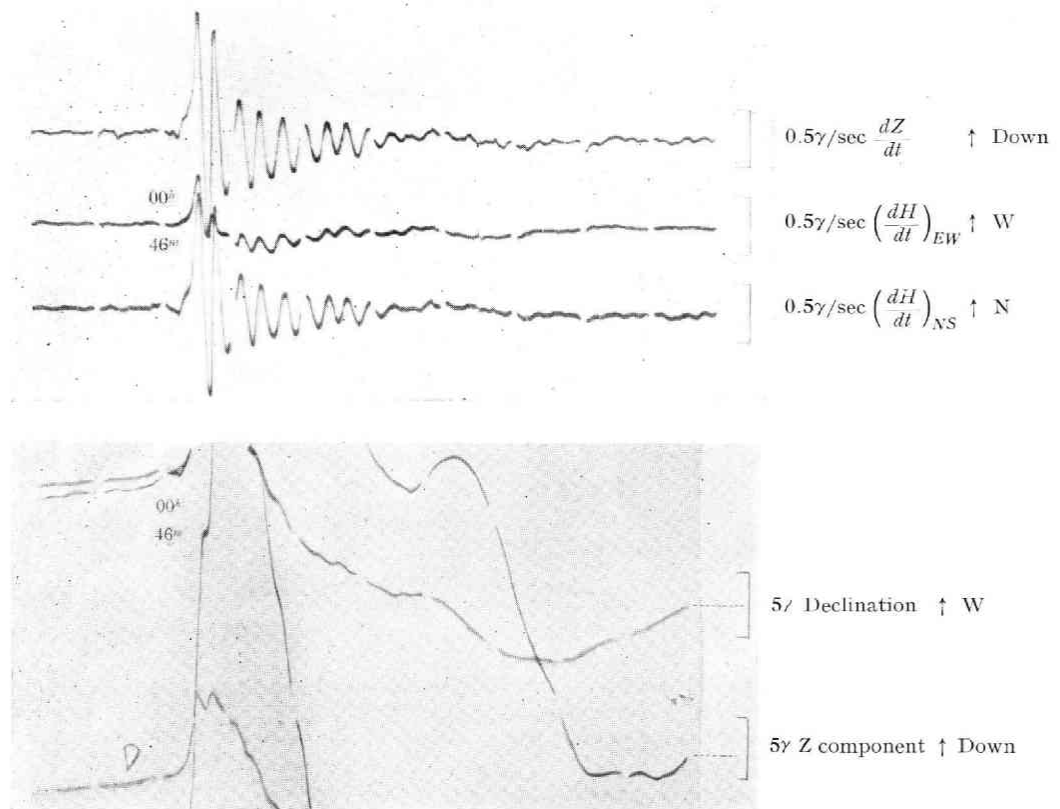 0.5γ/sec dZ/dt ↑ Down
00h
0.5γ/sec (dH/dt)EW ↑ W
46m
0.5γ/sec (dH/dt)NS ↑ N
00h
46m
5γ Declination ↑ W
D
5γ Z component ↑ Down